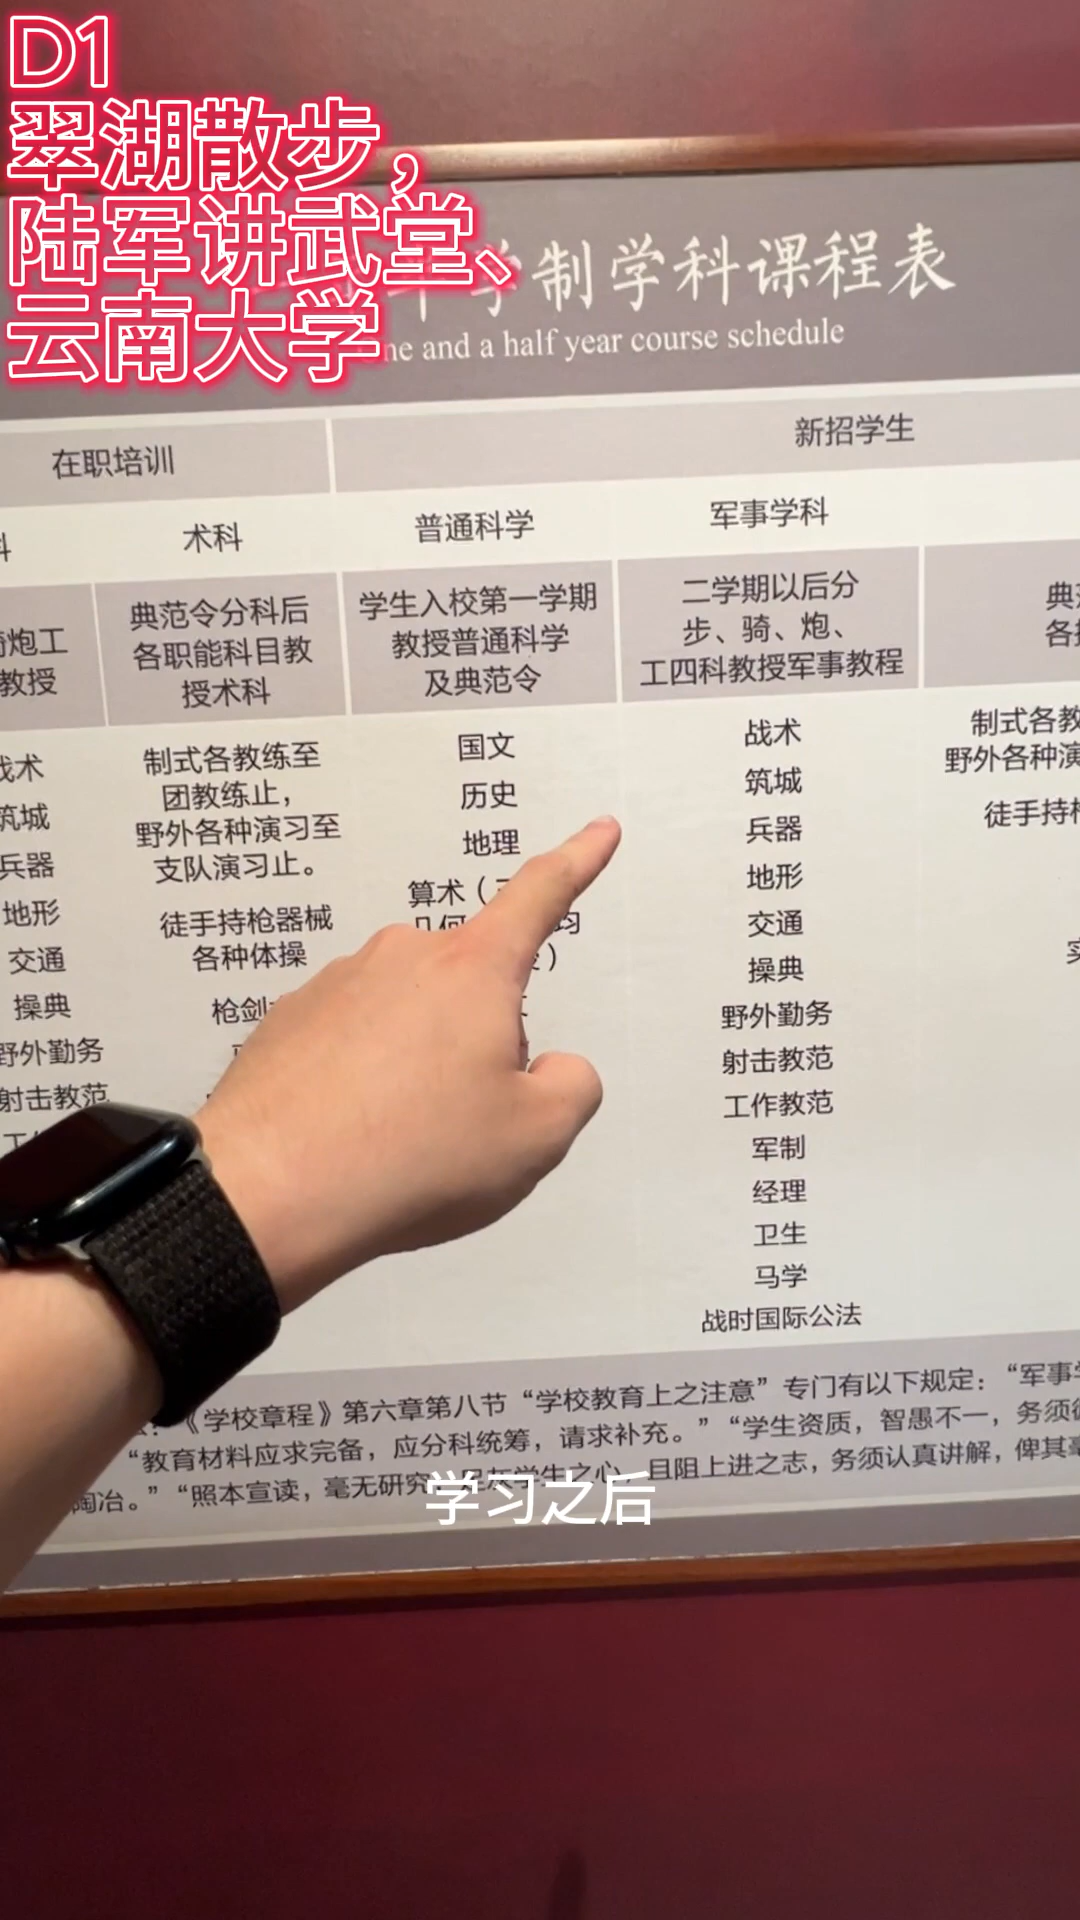 D1
翠湖散步，
陆军讲武堂、
云南大学
制学科课程表
One and a half year course schedule
在职培训
新招学生
术科
普通科学
军事学科
骑炮工
教授
典范令分科后
各职能科目教
授术科
学生入校第一学期
教授普通科学
及典范令
二学期以后分
步、骑、炮、
工四科教授军事教程
战术
筑城
兵器
地形
交通
操典
野外勤务
射击教范
制式各教练至
团教练止，
野外各种演习至
支队演习止。
徒手持枪器械
各种体操
枪剑
国文
历史
地理
算术（
战术
筑城
兵器
地形
交通
操典
野外勤务
射击教范
工作教范
军制
经理
卫生
马学
战时国际公法
制式各教
野外各种演
徒手持枪
《学校章程》第六章第八节“学校教育上之注意”专门有以下规定：“军事学
“教育材料应求完备，应分科统筹，请求补充。”“学生资质，智愚不一，务须
陶冶。”“照本宣读，毫无研究，足灰学生之心，且阻上进之志，务须认真讲解，俾其
学习之后